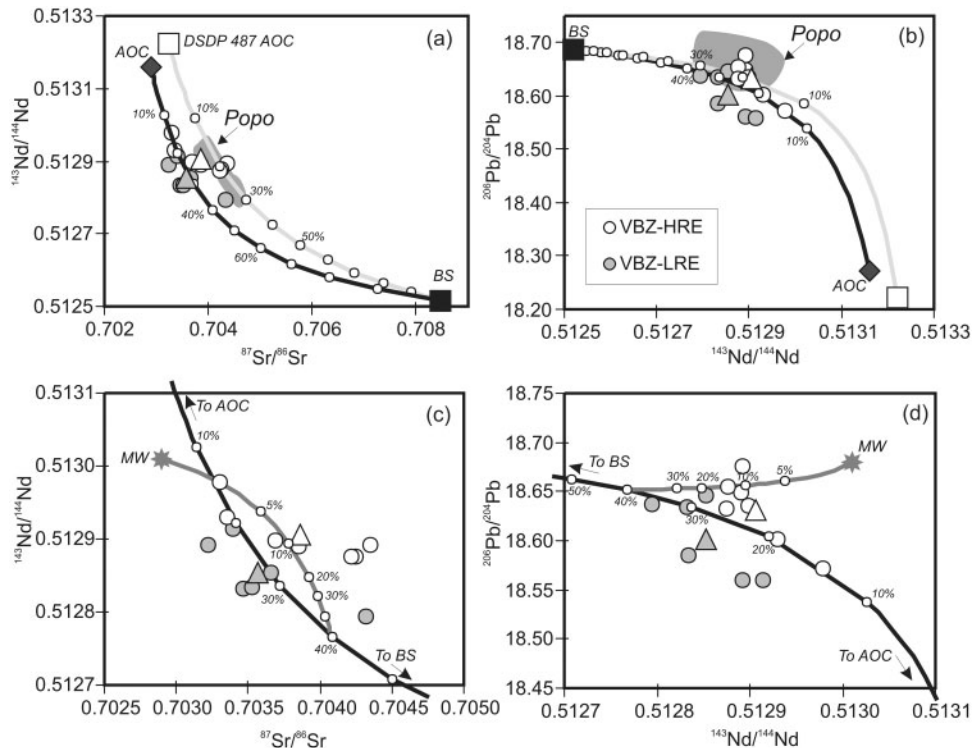 (a)
0.5133
0.5131
0.5129
0.5127
0.5125
143Nd/144Nd
DSDP 487 AOC
AOC
10%
10%
Popo
30%
40%
50%
60%
BS
0.702
0.704
0.706
0.708
87Sr/86Sr
(b)
18.70
18.60
18.50
18.40
18.30
18.20
206Pb/204Pb
BS
30%
40%
Popo
10%
10%
VBZ-HRE
VBZ-LRE
AOC
0.5125
0.5127
0.5129
0.5131
0.5133
143Nd/144Nd
(c)
0.5131
0.5130
0.5129
0.5128
0.5127
143Nd/144Nd
To AOC
10%
MW
5%
10%
20%
30%
30%
40%
To BS
0.7025
0.7030
0.7035
0.7040
0.7045
0.7050
87Sr/86Sr
(d)
18.75
18.70
18.65
18.60
18.55
18.50
18.45
206Pb/204Pb
To BS
MW
50%
40%
30%
20%
10%
5%
30%
20%
10%
To AOC
0.5127
0.5128
0.5129
0.5130
0.5131
143Nd/144Nd